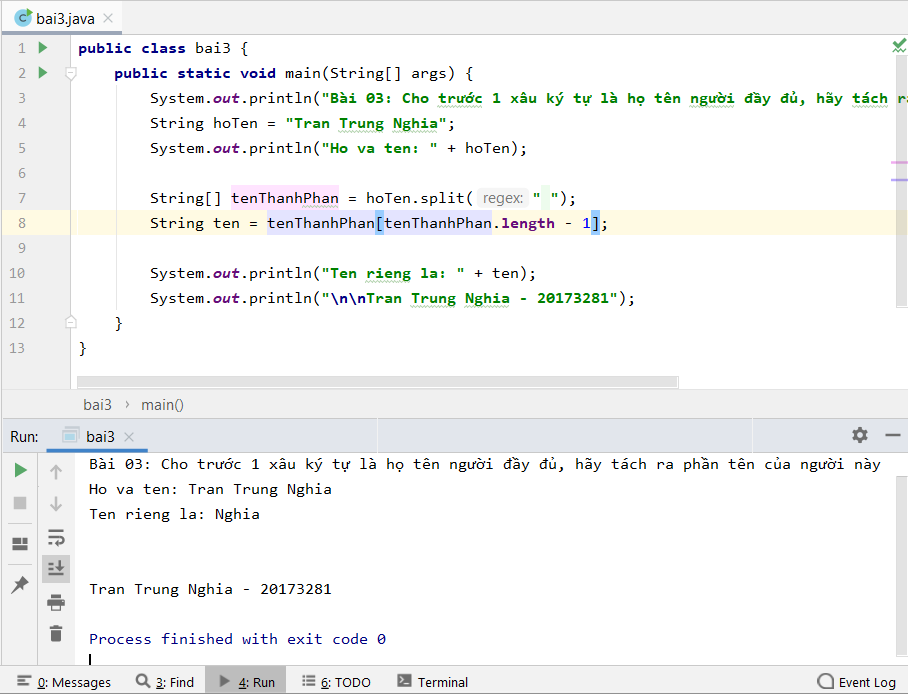 bai3.java
1 public class bai3 {
2 public static void main(String[] args) {
3 System.out.println("Bài 03: Cho trước 1 xâu ký tự là họ tên người đầy đủ, hãy tách
4 String hoTen = "Tran Trung Nghia";
5 System.out.println("Ho va ten: " + hoTen);
6
7 String[] tenThanhPhan = hoTen.split( regex: " ");
8 String ten = tenThanhPhan[tenThanhPhan.length - 1];
9
10 System.out.println("Ten rieng la: " + ten);
11 System.out.println("\n\nTran Trung Nghia - 20173281");
12 }
13 }
bai3 › main()
Run: bai3
Bài 03: Cho trước 1 xâu ký tự là họ tên người đầy đủ, hãy tách ra phần tên của người này
Ho va ten: Tran Trung Nghia
Ten rieng la: Nghia
Tran Trung Nghia - 20173281
Process finished with exit code 0
0: Messages 3: Find 4: Run 6: TODO Terminal Event Log